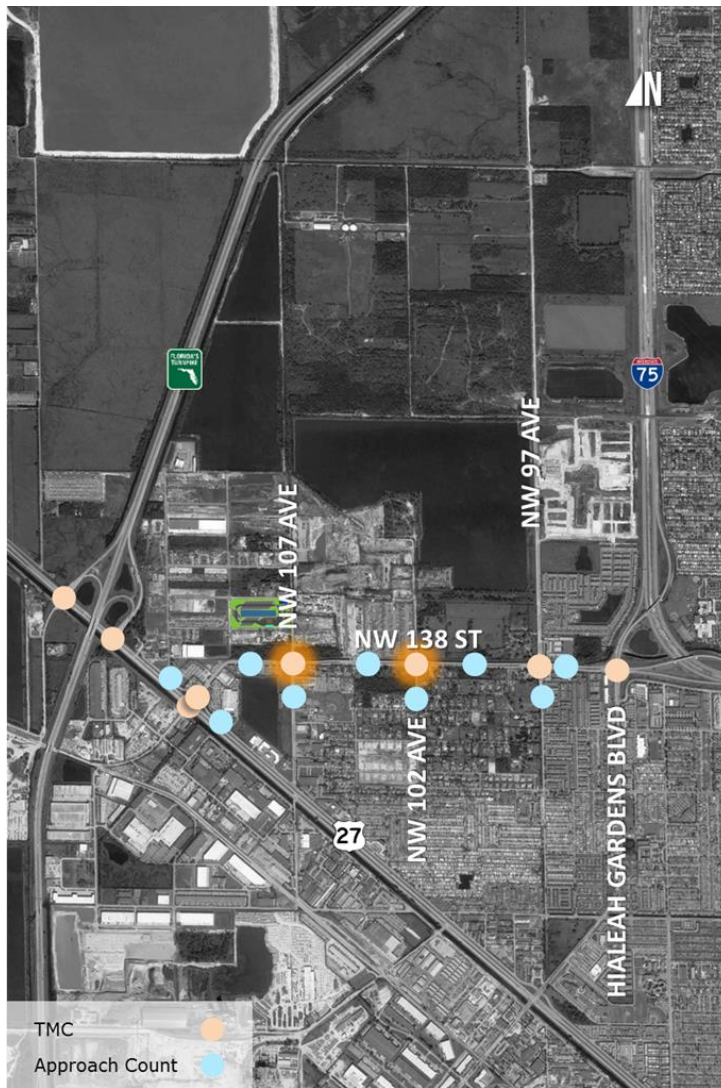 N
FLORIDA'S
TURNPIKE
75
NW 97 AVE
NW 107 AVE
NW 138 ST
NW 102 AVE
HIALEAH GARDENS BLVD
27
TMC
Approach Count